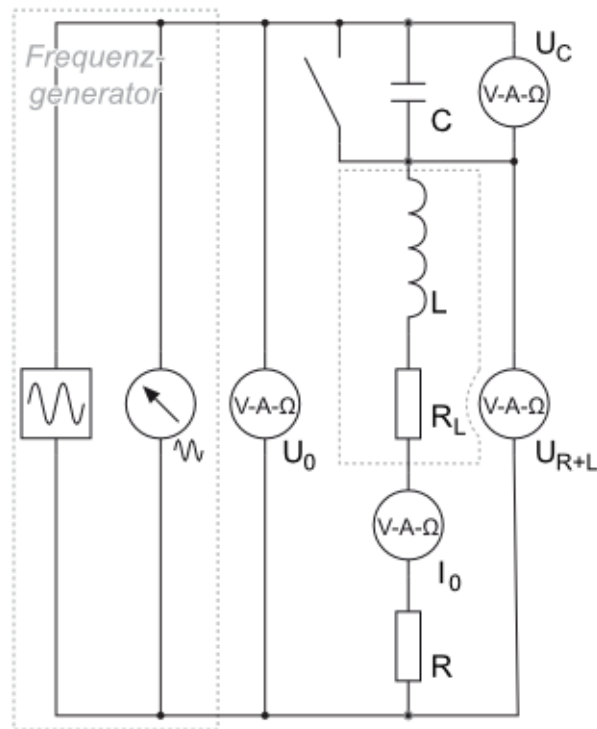 Frequenz-
generator
U_C
V-A-Ω
C
L
V-A-Ω
U_0
R_L
V-A-Ω
U_R+L
V-A-Ω
I_0
R